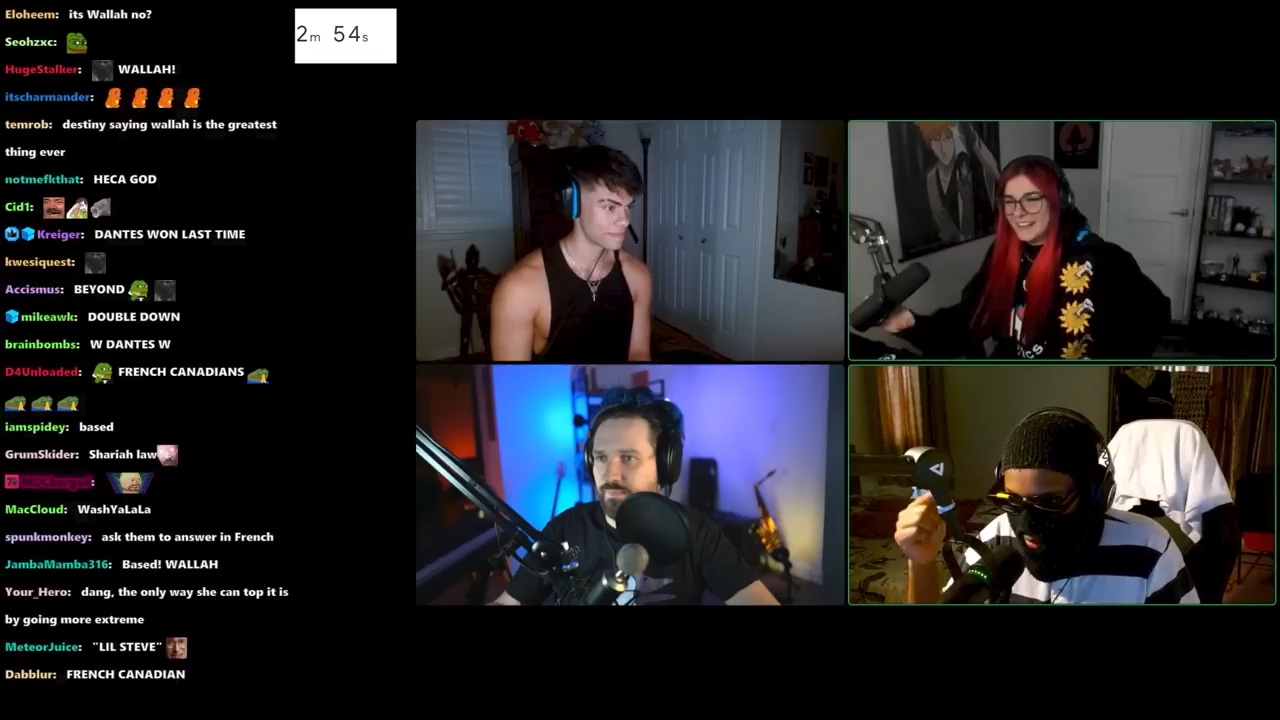 Eloheem: its Wallah no?
2m 54s
Seohzxc:
HugeStalker: WALLAH!
itscharmander:
temrob: destiny saying wallah is the greatest
thing ever
notmefkthat: HECA GOD
Cid1:
Kreiger: DANTES WON LAST TIME
kwesiquest:
Accismus: BEYOND
mikeawk: DOUBLE DOWN
brainbombs: W DANTES W
D4Unloaded: FRENCH CANADIANS
iamspidey: based
GrumSkider: Shariah law
MacCloud: WashYaLaLa
spunkmonkey: ask them to answer in French
JambaMamba316: Based! WALLAH
Your_Hero: dang, the only way she can top it is
by going more extreme
MeteorJuice: "LIL STEVE"
Dabblur: FRENCH CANADIAN